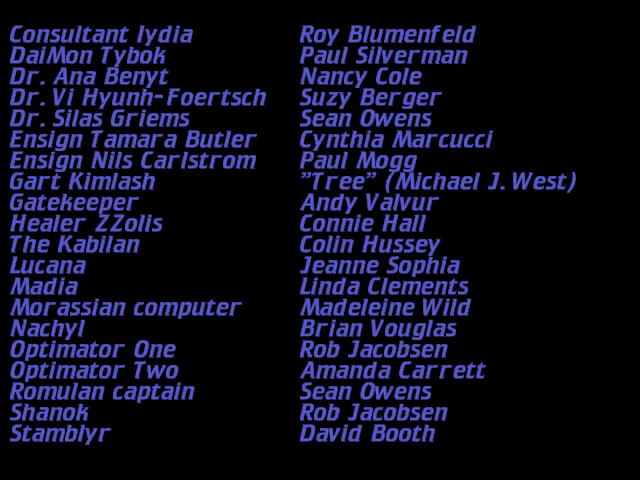 Consultant lydia Roy Blumenfeld
DaiMon Tybok Paul Silverman
Dr. Ana Benyt Nancy Cole
Dr. Vi Hyunh-Foertsch Suzy Berger
Dr. Silas Griems Sean Owens
Ensign Tamara Butler Cynthia Marcucci
Ensign Nils Carlstrom Paul Mogg
Gart Kimlash "Tree" (Michael J. West)
Gatekeeper Andy Valvur
Healer ZZolis Connie Hall
The Kabilan Colin Hussey
Lucana Jeanne Sophia
Madia Linda Clements
Morassian computer Madeleine Wild
Nachyl Brian Vouglas
Optimator One Rob Jacobsen
Optimator Two Amanda Carrett
Romulan captain Sean Owens
Shanok Rob Jacobsen
Stamblyr David Booth